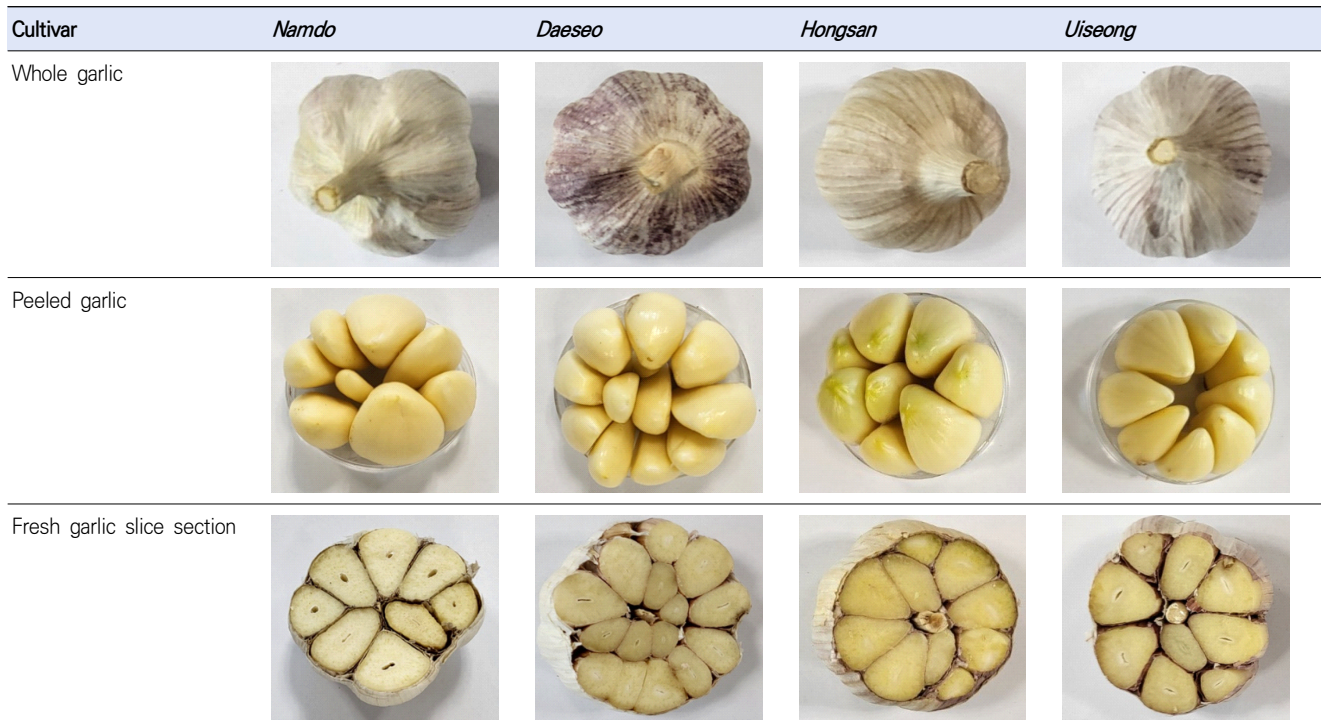 Cultivar Namdo Daeseo Hongsan Uiseong
Whole garlic
Peeled garlic
Fresh garlic slice section